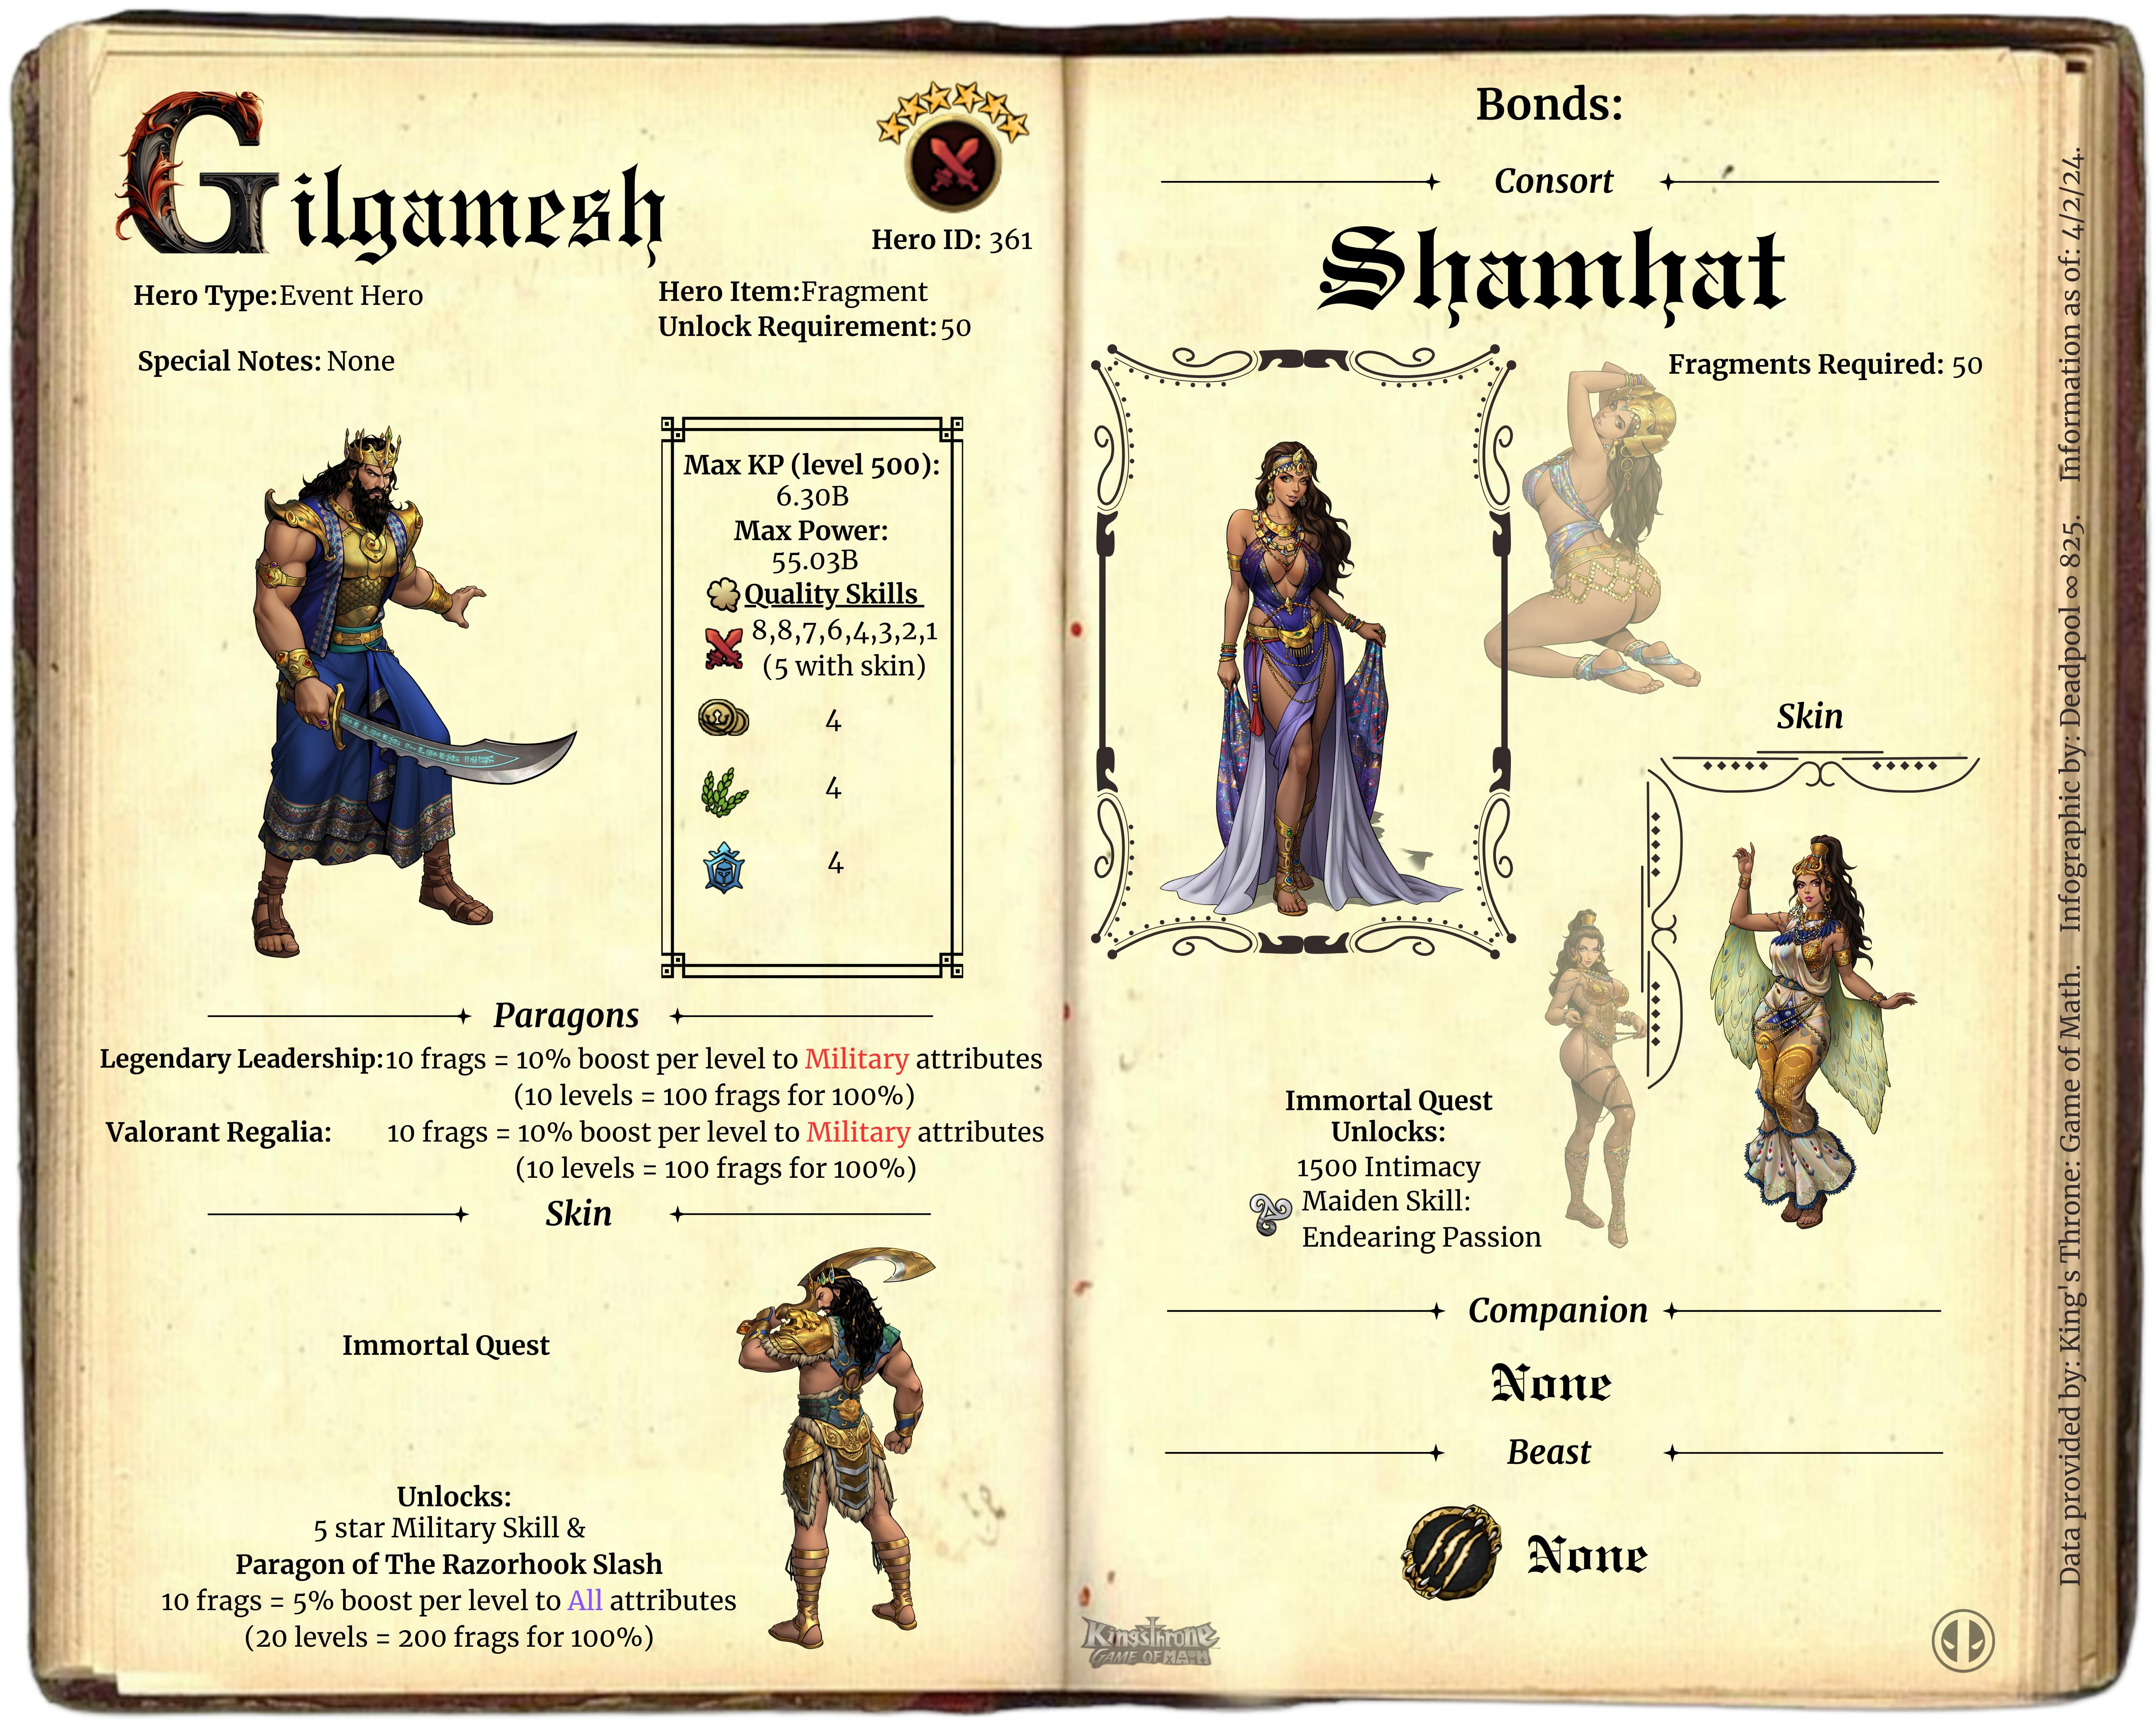 Gilgamesh
Hero ID: 361
Hero Type: Event Hero
Hero Item: Fragment
Unlock Requirement: 50
Special Notes: None
Max KP (level 500):
6.30B
Max Power:
55.03B
Quality Skills
8,8,7,6,4,3,2,1
(5 with skin)
4
4
4
Paragons
Legendary Leadership: 10 frags = 10% boost per level to Military attributes
(10 levels = 100 frags for 100%)
Valorant Regalia: 10 frags = 10% boost per level to Military attributes
(10 levels = 100 frags for 100%)
Skin
Immortal Quest
Unlocks:
5 star Military Skill &
Paragon of The Razorhook Slash
10 frags = 5% boost per level to All attributes
(20 levels = 200 frags for 100%)
Bonds:
Consort
Shamhat
Fragments Required: 50
Skin
Immortal Quest
Unlocks:
1500 Intimacy
Maiden Skill:
Endearing Passion
Companion
None
Beast
None
KingsThrone
GAME OF MATH
Data provided by: King's Throne: Game of Math. Infographic by: Deadpool ∞ 825. Information as of: 4/2/24.